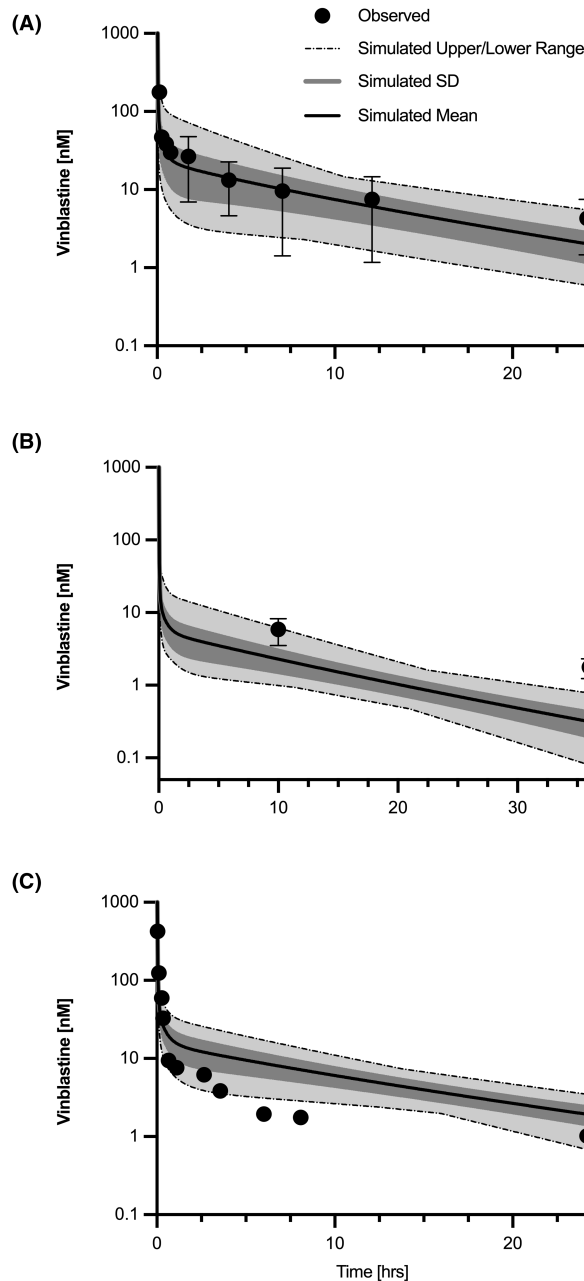 (A)
Observed
Simulated Upper/Lower Range
Simulated SD
Simulated Mean
Vinblastine [nM]
1000
100
10
1
0.1
0
10
20
(B)
Vinblastine [nM]
1000
100
10
1
0.1
0
10
20
30
(C)
Vinblastine [nM]
1000
100
10
1
0.1
0
10
20
Time [hrs]